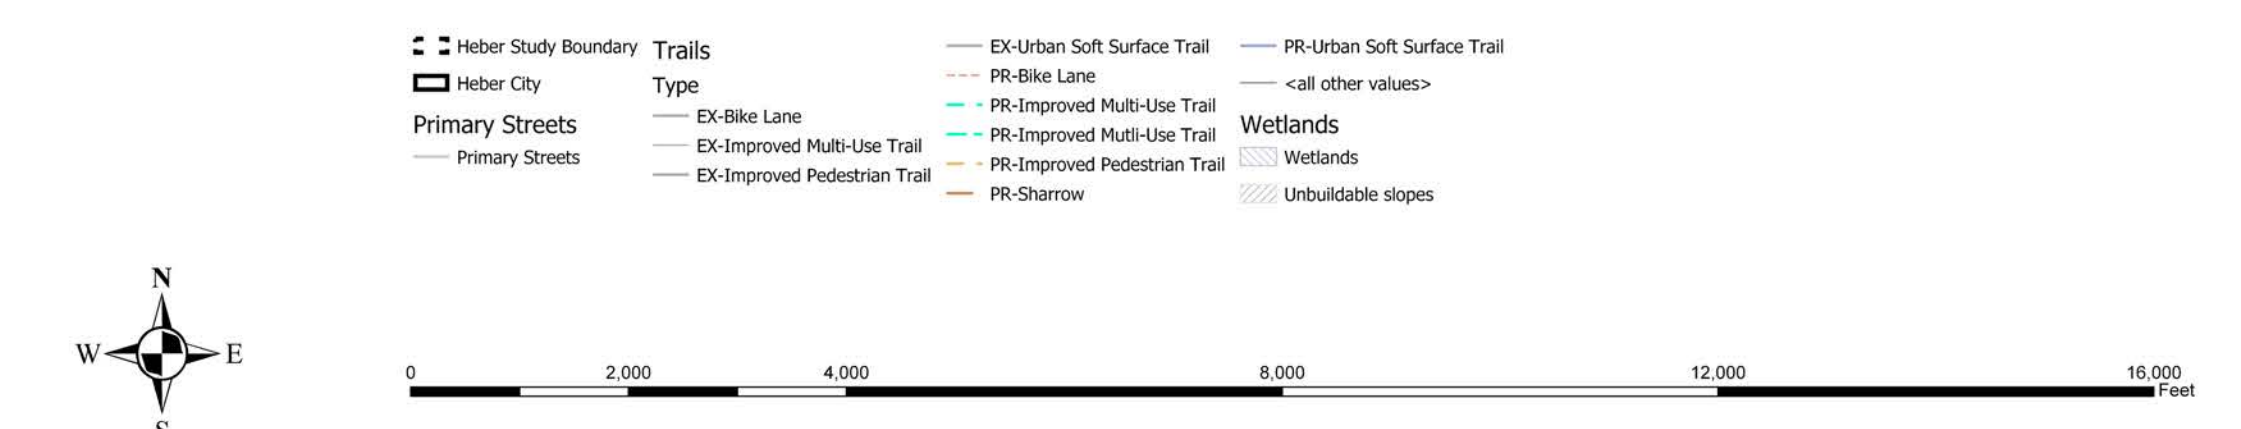 Heber Study Boundary
Heber City
Primary Streets
Primary Streets
Trails
Type
EX-Bike Lane
EX-Improved Multi-Use Trail
EX-Improved Pedestrian Trail
EX-Urban Soft Surface Trail
PR-Bike Lane
PR-Improved Multi-Use Trail
PR-Improved Mutli-Use Trail
PR-Improved Pedestrian Trail
PR-Sharrow
PR-Urban Soft Surface Trail
<all other values>
Wetlands
Wetlands
Unbuildable slopes
N
W E
S
0 2,000 4,000 8,000 12,000 16,000
Feet